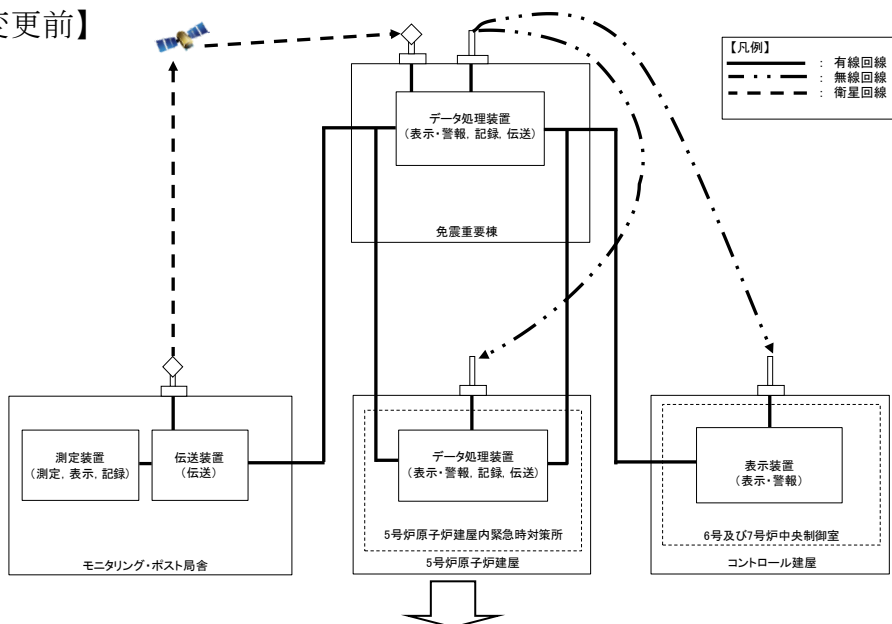 変更前】
【凡例】
： 有線回線
： 無線回線
： 衛星回線
データ処理装置
(表示・警報, 記録, 伝送)
免震重要棟
測定装置
(測定, 表示, 記録)
伝送装置
(伝送)
モニタリング・ポスト局舎
データ処理装置
(表示・警報, 記録, 伝送)
5号炉原子炉建屋内緊急時対策所
5号炉原子炉建屋
表示装置
(表示・警報)
6号及び7号炉中央制御室
コントロール建屋